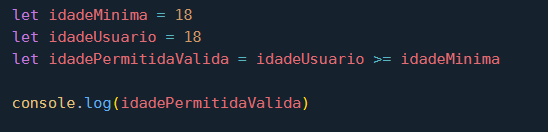 let idadeMinima = 18
let idadeUsuario = 18
let idadePermitidaValida = idadeUsuario >= idadeMinima
console.log(idadePermitidaValida)